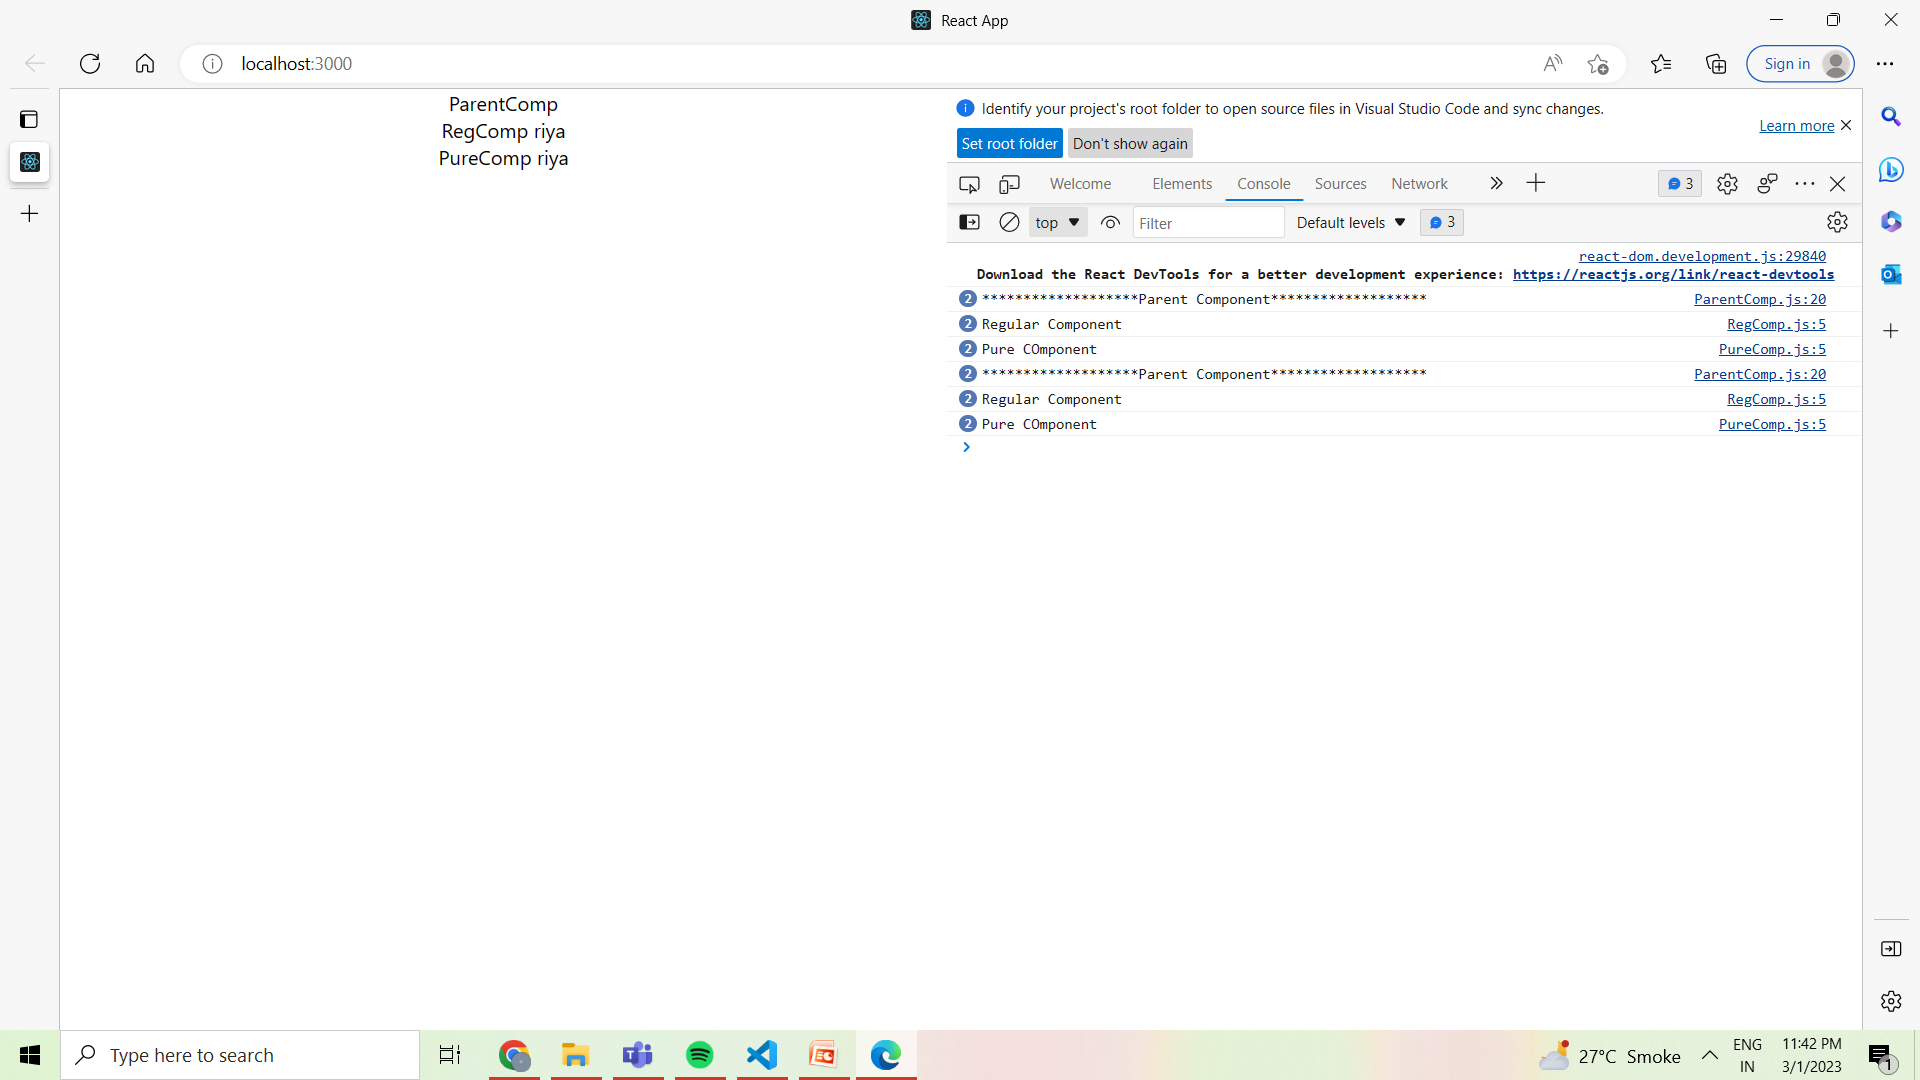 React App
localhost:3000
Sign in
ParentComp
RegComp riya
PureComp riya
Identify your project's root folder to open source files in Visual Studio Code and sync changes.
Learn more
Set root folder Don't show again
Welcome Elements Console Sources Network 3
top Filter Default levels 3
react-dom.development.js:29840
Download the React DevTools for a better development experience: https://reactjs.org/link/react-devtools
2 *******************Parent Component******************* ParentComp.js:20
2 Regular Component RegComp.js:5
2 Pure COmponent PureComp.js:5
2 *******************Parent Component******************* ParentComp.js:20
2 Regular Component RegComp.js:5
2 Pure COmponent PureComp.js:5
Type here to search
27°C Smoke
ENG
IN
11:42 PM
3/1/2023
1